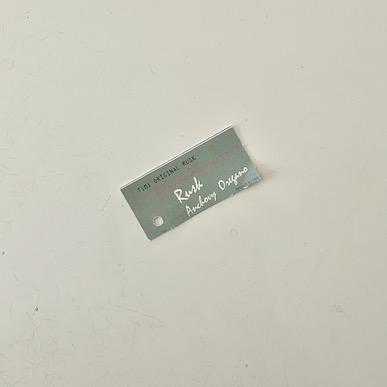 TiMi ORIGINAL RUSK
Rusk
Anchovy Oregano